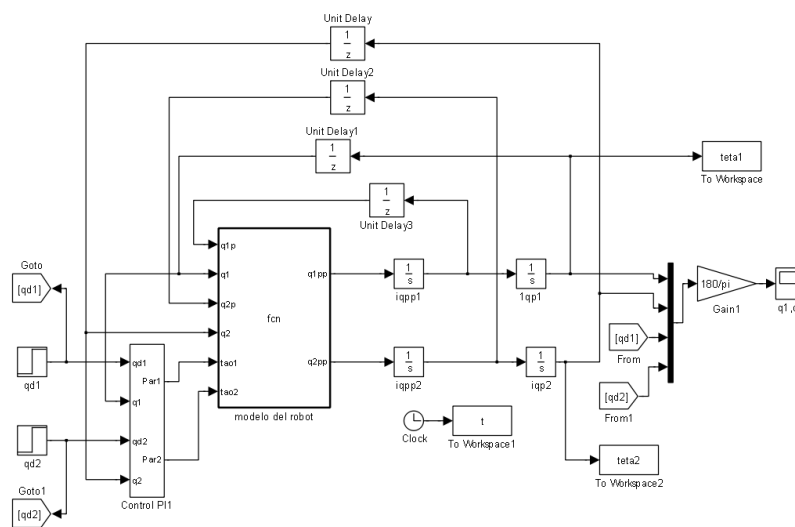 Unit Delay
1
z
Unit Delay2
1
z
Unit Delay1
1
z
teta1
To Workspace
1
z
Unit Delay3
q1p
q1
q2p
q2
tao1
tao2
fcn
q1pp
q2pp
modelo del robot
1
s
iqpp1
1
s
1qp1
1
s
iqpp2
1
s
iqp2
Goto
[qd1]
qd1
qd2
Goto1
[qd2]
qd1
q1
qd2
q2
Par1
Par2
Control PI1
Clock
t
To Workspace1
teta2
To Workspace2
[qd1]
From
[qd2]
From1
180/pi
Gain1